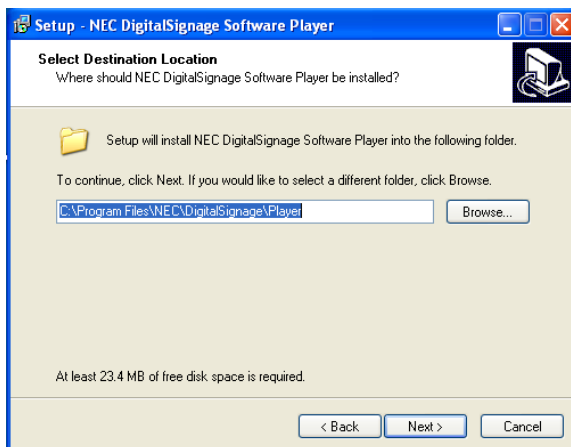 Setup - NEC DigitalSignage Software Player
Select Destination Location
Where should NEC DigitalSignage Software Player be installed?
Setup will install NEC DigitalSignage Software Player into the following folder.
To continue, click Next. If you would like to select a different folder, click Browse.
C:\Program Files\NEC\DigitalSignage\Player
Browse...
At least 23.4 MB of free disk space is required.
< Back
Next >
Cancel